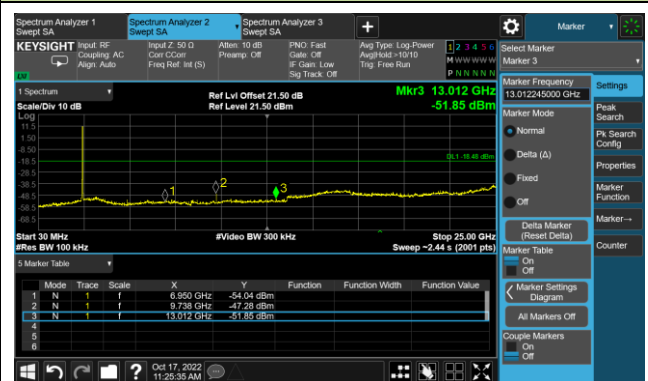 Spectrum Analyzer 1
Swept SA
Spectrum Analyzer 2
Swept SA
Spectrum Analyzer 3
Swept SA
+
Marker
KEYSIGHT
Input: RF
Coupling: AC
Align: Auto
Input Z: 50 Ω
Corr CCorr
Freq Ref: Int (S)
Atten: 10 dB
Preamp: Off
PNO: Fast
Gate: Off
IF Gain: Low
Sig Track: Off
Avg Type: Log-Power
Avg|Hold:>10/10
Trig: Free Run
1 2 3 4 5 6
M W W W W W
P N N N N N
Select Marker
Marker 3
1 Spectrum
Scale/Div 10 dB
Ref Lvl Offset 21.50 dB
Ref Level 21.50 dBm
Mkr3 13.012 GHz
-51.85 dBm
Log
11.5
1.50
-8.50
-18.5
-28.5
-38.5
-48.5
-58.5
-68.5
DL1 -18.48 dBm
1
2
3
Start 30 MHz
#Res BW 100 kHz
#Video BW 300 kHz
Stop 25.00 GHz
Sweep ~2.44 s (2001 pts)
5 Marker Table
Mode Trace Scale X Y Function Function Width Function Value
1 N 1 f 6.950 GHz -54.04 dBm
2 N 1 f 9.738 GHz -47.28 dBm
3 N 1 f 13.012 GHz -51.85 dBm
4
5
6
Marker Frequency
13.012245000 GHz
Marker Mode
Normal
Delta (Δ)
Fixed
Off
Delta Marker
(Reset Delta)
Marker Table
On
Off
Marker Settings
Diagram
All Markers Off
Couple Markers
On
Off
Settings
Peak
Search
Pk Search
Config
Properties
Marker
Function
Marker→
Counter
?
Oct 17, 2022
11:25:35 AM